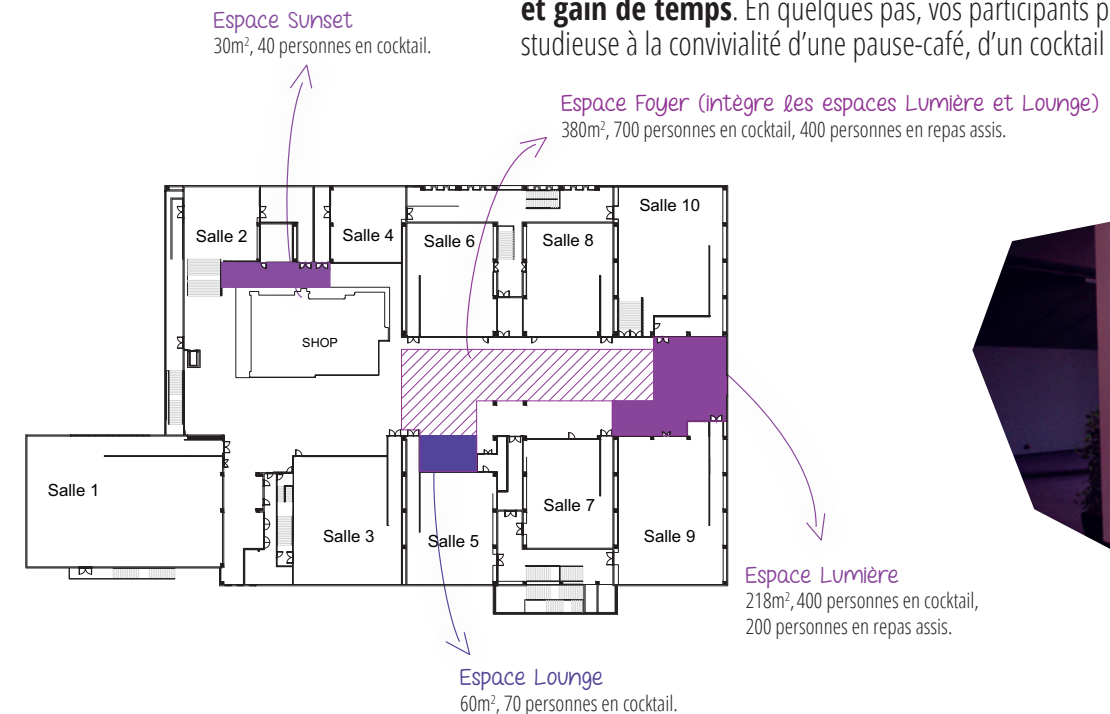 et gain de temps. En quelques pas, vos participants p
studieuse à la convivialité d’une pause-café, d’un cocktail
Espace Sunset
30m², 40 personnes en cocktail.
Espace Foyer (intègre les espaces Lumière et Lounge)
380m², 700 personnes en cocktail, 400 personnes en repas assis.
Salle 10
Salle 2
Salle 4
Salle 6
Salle 8
SHOP
Salle 1
Salle 3
Salle 5
Salle 7
Salle 9
Espace Lumière
218m², 400 personnes en cocktail,
200 personnes en repas assis.
Espace Lounge
60m², 70 personnes en cocktail.